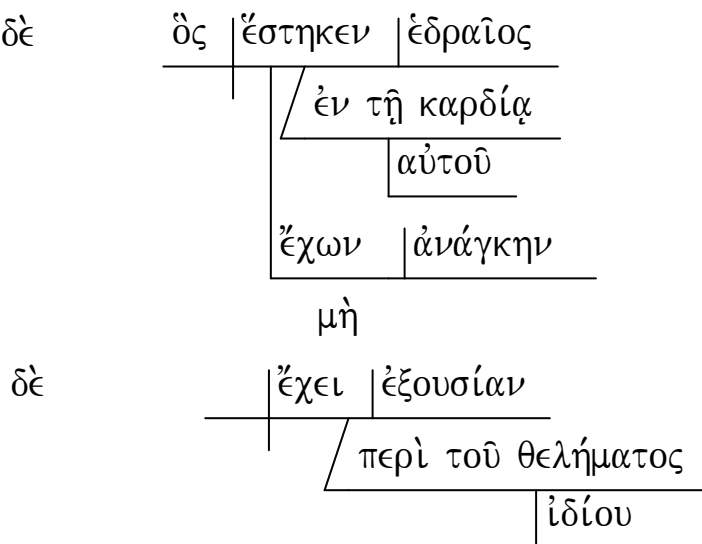 δὲ ὃς ἕστηκεν ἑδραῖος
ἐν τῇ καρδίᾳ
αὐτοῦ
ἔχων ἀνάγκην
μὴ
δὲ ἔχει ἐξουσίαν
περὶ τοῦ θελήματος
ἰδίου